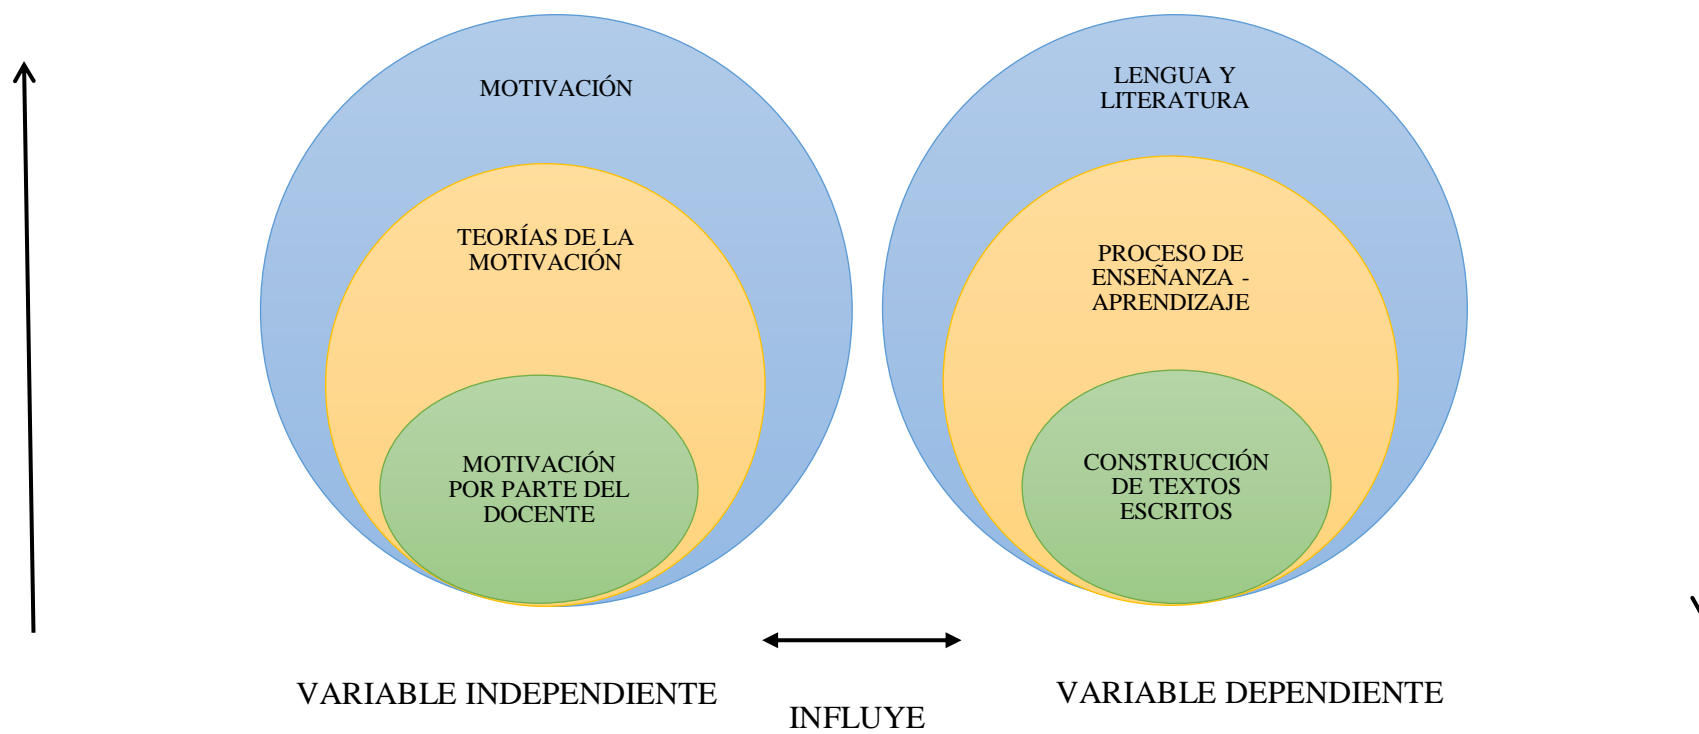 MOTIVACIÓN
TEORÍAS DE LA
MOTIVACIÓN
MOTIVACIÓN
POR PARTE DEL
DOCENTE
LENGUA Y
LITERATURA
PROCESO DE
ENSEÑANZA -
APRENDIZAJE
CONSTRUCCIÓN
DE TEXTOS
ESCRITOS
VARIABLE INDEPENDIENTE
INFLUYE
VARIABLE DEPENDIENTE